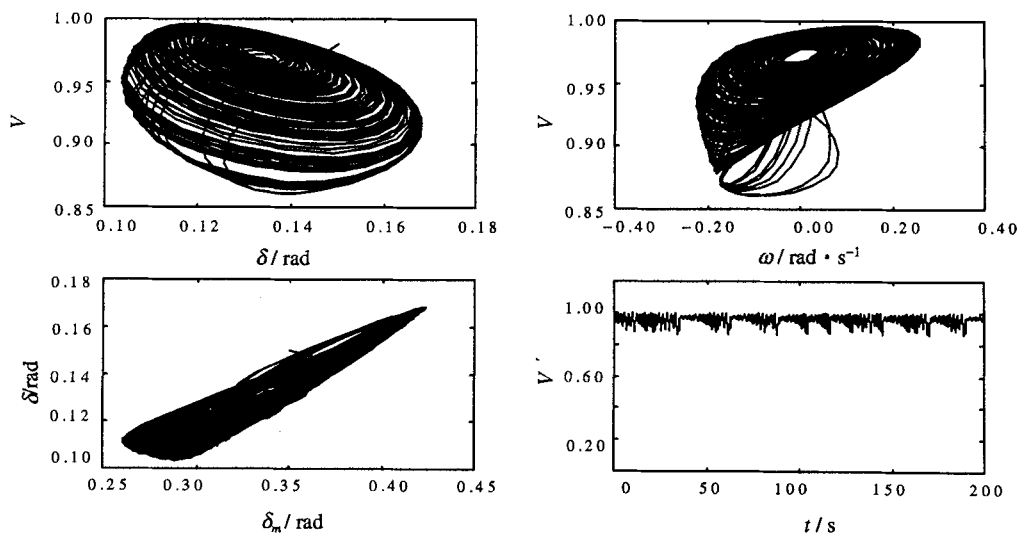 1.00
0.95
0.90
0.85
V
0.10 0.12 0.14 0.16 0.18
δ / rad
1.00
0.95
0.90
0.85
V
−0.40 −0.20 0.00 0.20 0.40
ω / rad · s⁻¹
0.18
0.16
0.14
0.12
0.10
δ/rad
0.25 0.30 0.35 0.40 0.45
δₘ / rad
1.00
0.60
0.20
V
0 50 100 150 200
t / s